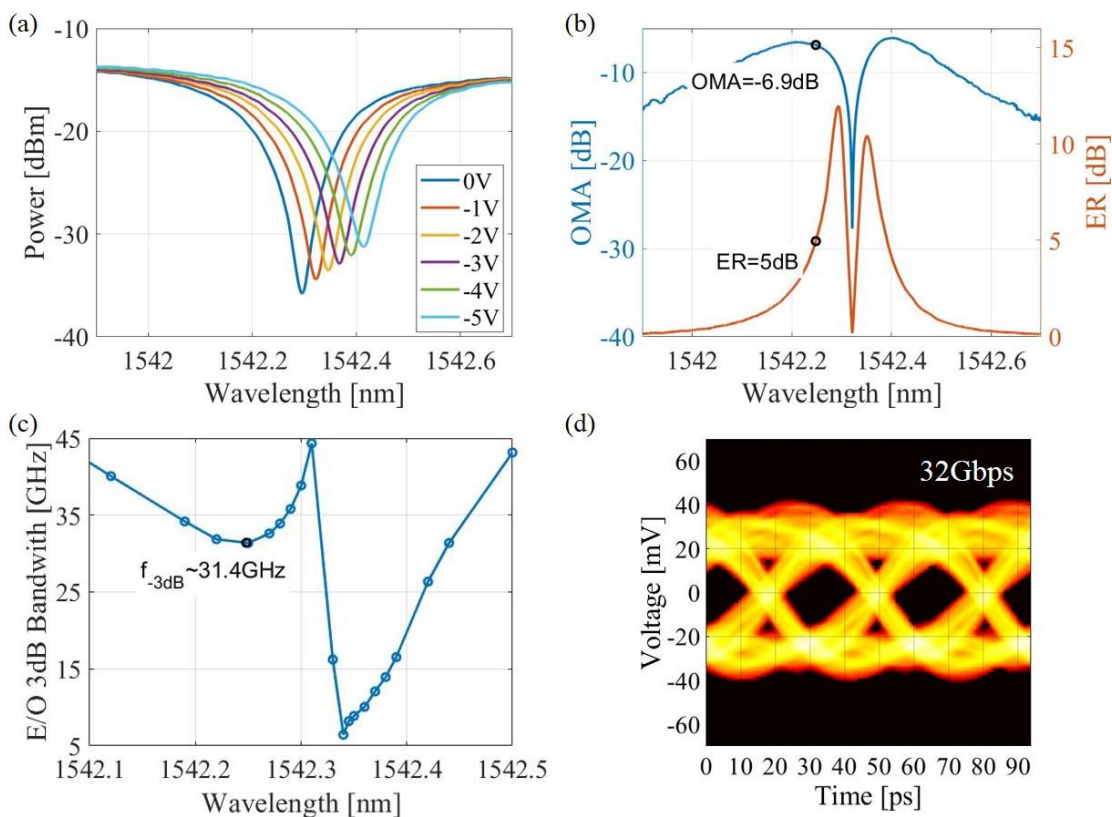 (a)
-10
-20
-30
-40
Power [dBm]
0V
-1V
-2V
-3V
-4V
-5V
1542
1542.2
1542.4
1542.6
Wavelength [nm]
(b)
-10
-20
-30
-40
OMA [dB]
OMA=-6.9dB
ER=5dB
15
10
5
0
ER [dB]
1542
1542.2
1542.4
1542.6
Wavelength [nm]
(c)
45
35
25
15
5
E/O 3dB Bandwith [GHz]
f-3dB~31.4GHz
1542.1
1542.2
1542.3
1542.4
1542.5
Wavelength [nm]
(d)
32Gbps
60
40
20
0
-20
-40
-60
Voltage [mV]
0 10 20 30 40 50 60 70 80 90
Time [ps]